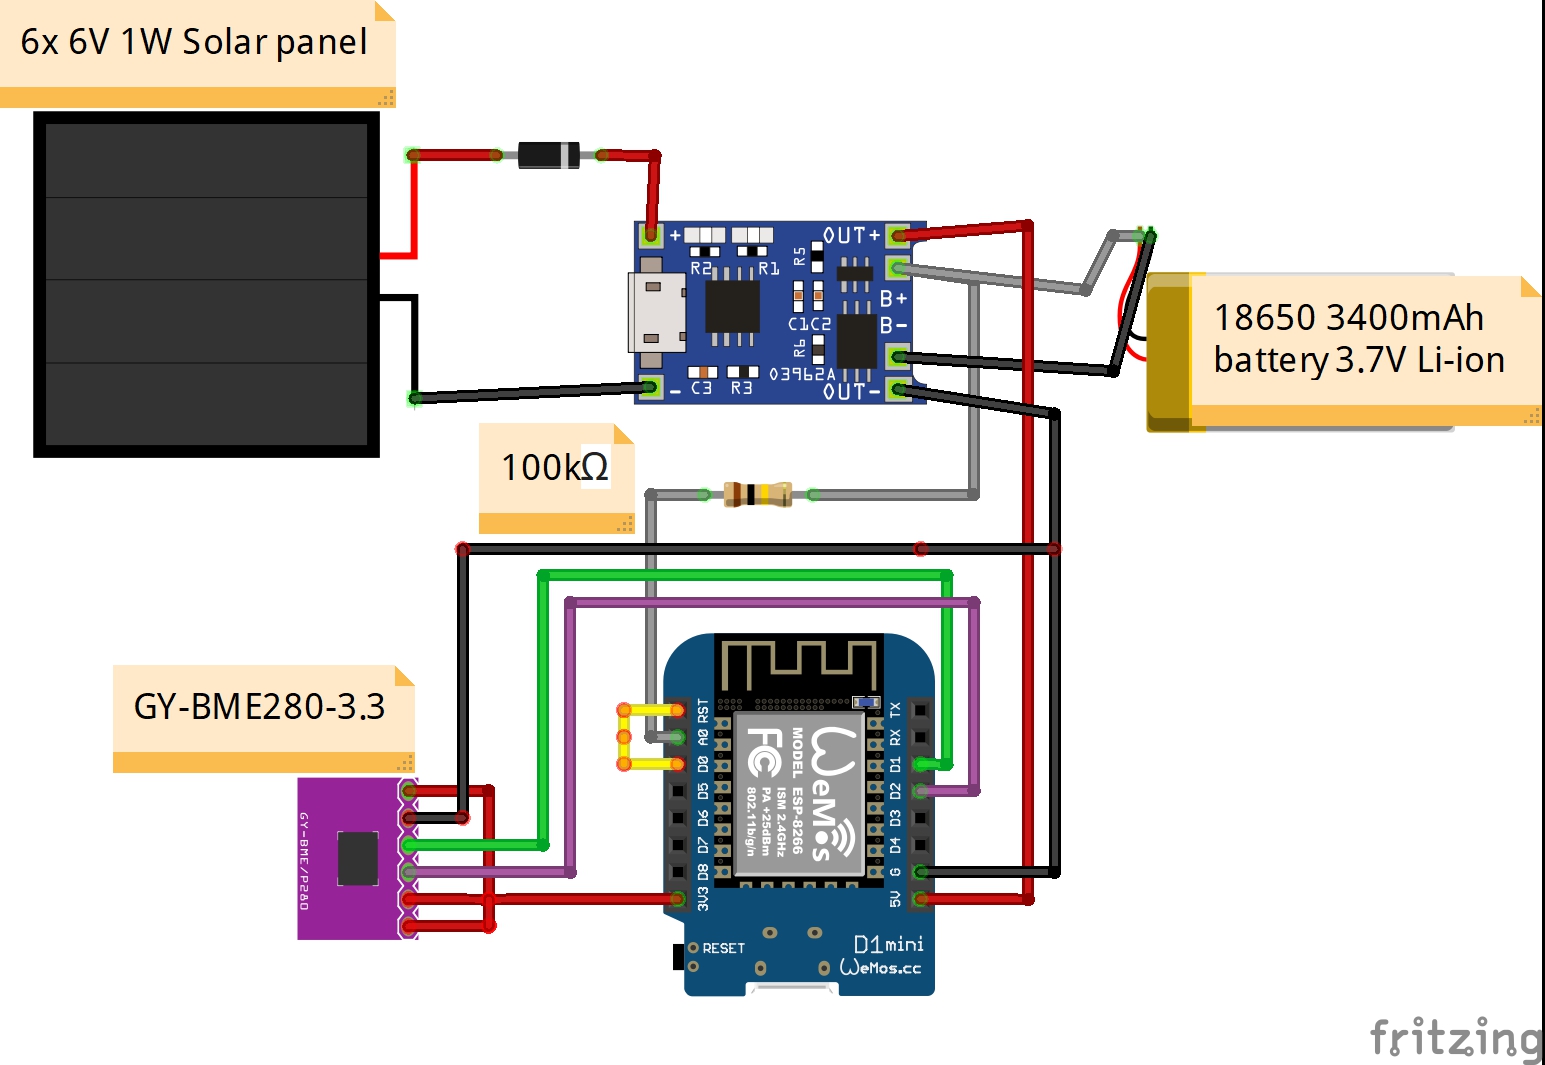 6x 6V 1W Solar panel
+
R2
R1
R5
OUT+
B+
B-
C1
C2
R6
03962A
OUT-
-
C3
R3
18650 3400mAh
battery 3.7V Li-ion
100kΩ
GY-BME280-3.3
GY-BME/P280
RST
A0
D0
D5
D6
D7
D8
3V3
TX
RX
D1
D2
D3
D4
G
5V
WeMos
MODEL ESP-8266
ISM 2.4GHz
PA +25dBm
802.11b/g/n
FC
RESET
D1mini
WeMos.cc
fritzing